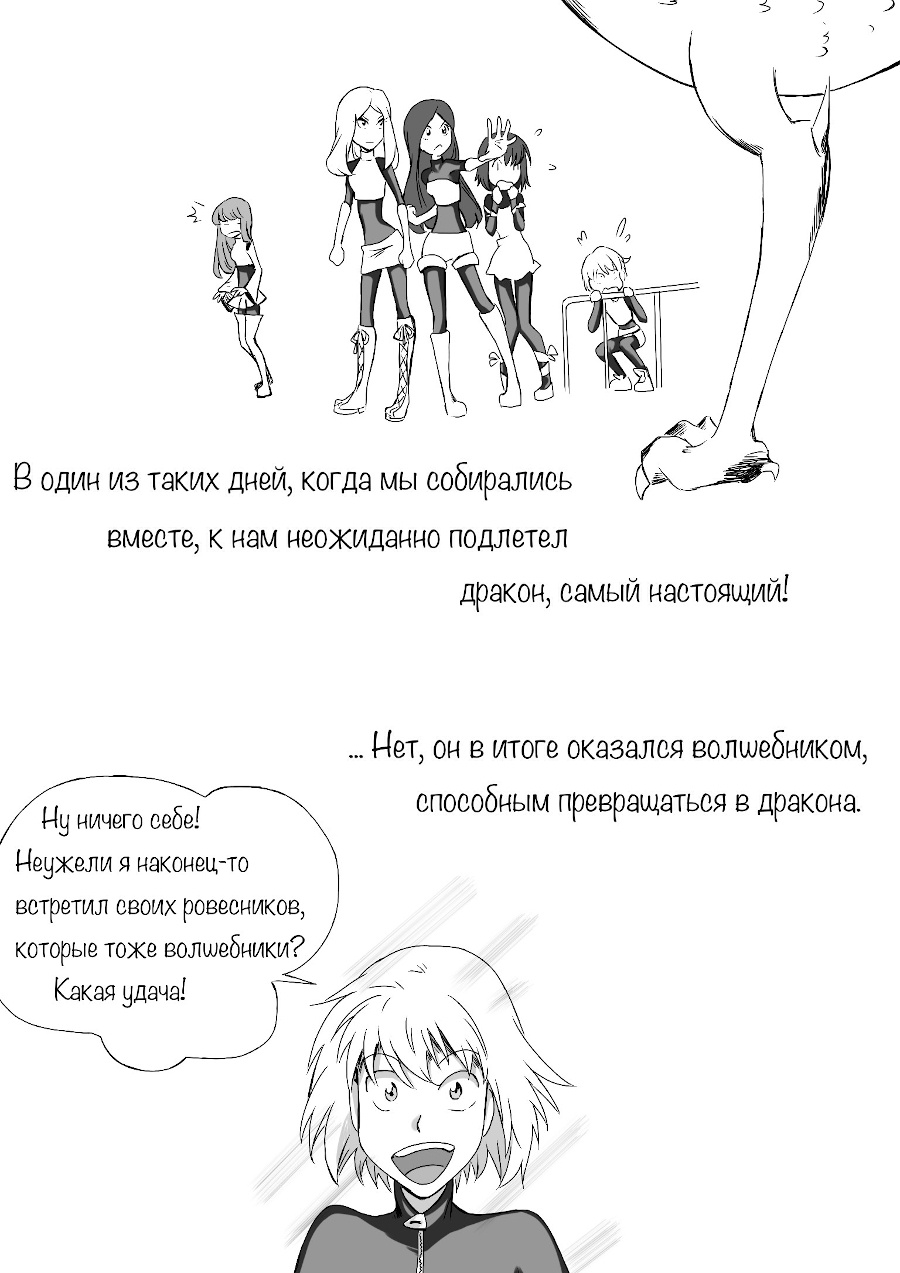 В один из таких дней, когда мы собирались
вместе, к нам неожиданно подлетел
дракон, самый настоящий!
... Нет, он в итоге оказался волшебником,
способным превращаться в дракона.
Ну ничего себе!
Неужели я наконец-то
встретил своих ровесников,
которые тоже волшебники?
Какая удача!